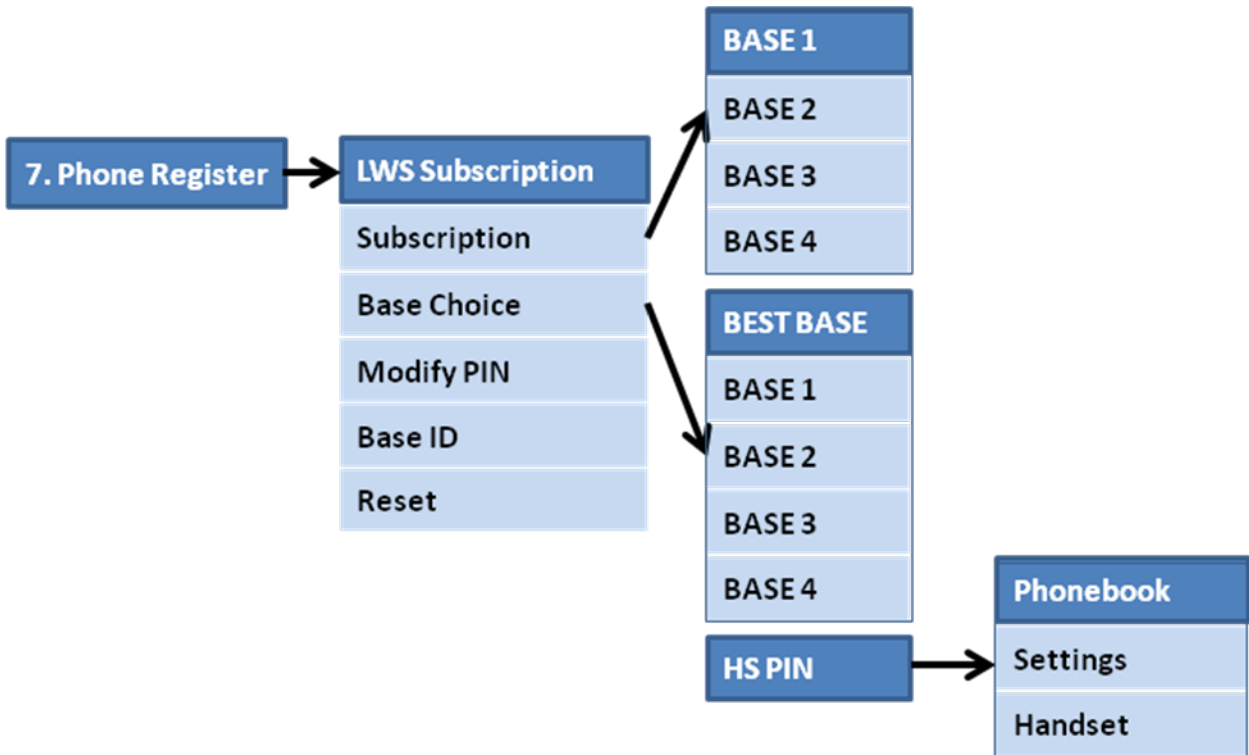 7. Phone Register
LWS Subscription
Subscription
Base Choice
Modify PIN
Base ID
Reset
BASE 1
BASE 2
BASE 3
BASE 4
BEST BASE
BASE 1
BASE 2
BASE 3
BASE 4
HS PIN
Phonebook
Settings
Handset